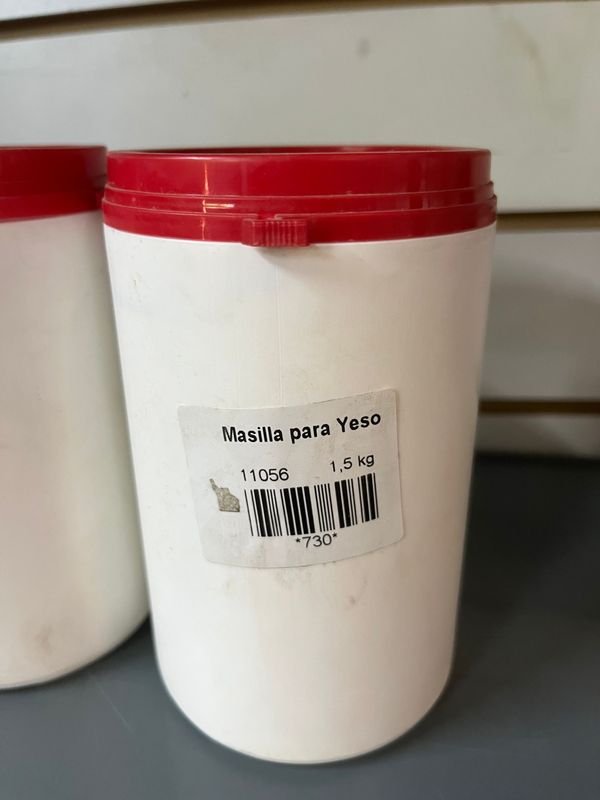 Masilla para Yeso
11056 1,5 kg
*730*